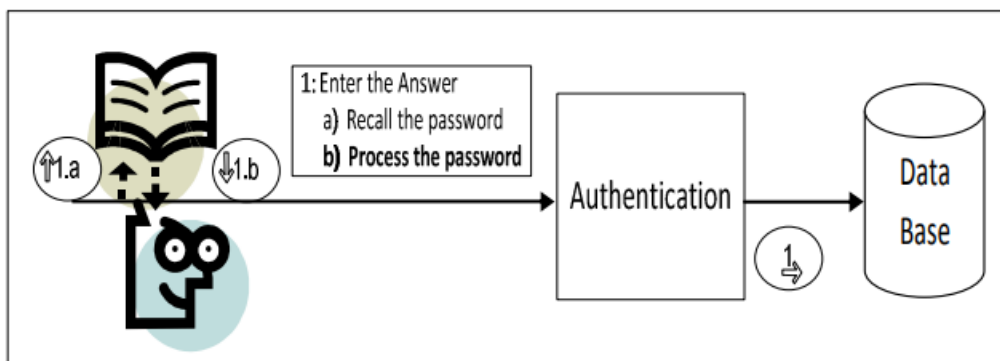 1: Enter the Answer
a) Recall the password
b) Process the password
⇑1.a
⇓1.b
Authentication
1
⇒
Data
Base